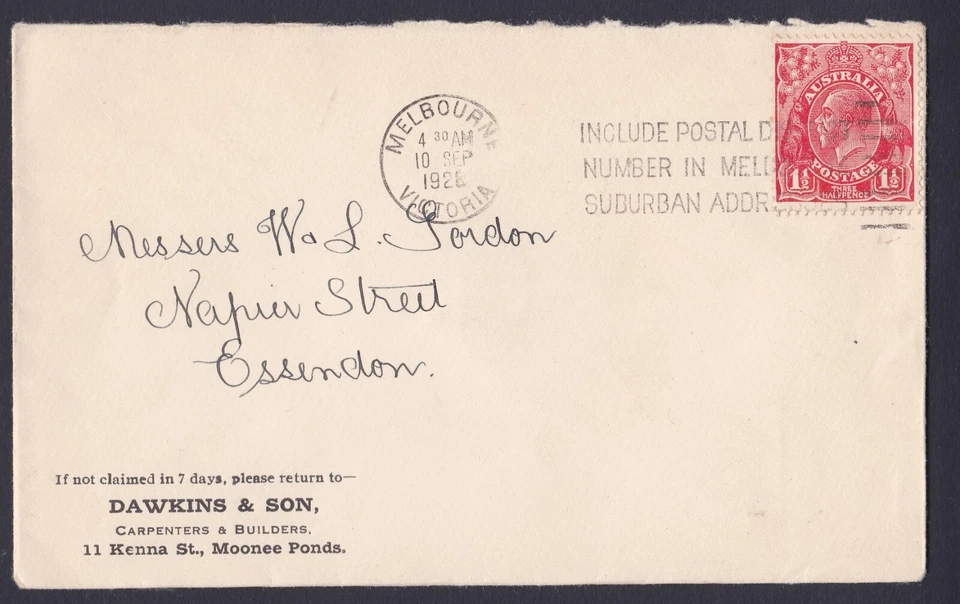 MELBOURNE
4 30 AM
10 SEP
1928
VICTORIA
INCLUDE POSTAL D
NUMBER IN MEL
SUBURBAN ADDR
AUSTRALIA
POSTAGE
1½ THREE HALFPENCE 1½
Messers W & L. Gordon
Napier Street
Essendon.
If not claimed in 7 days, please return to—
DAWKINS & SON,
CARPENTERS & BUILDERS,
11 Kenna St., Moonee Ponds.